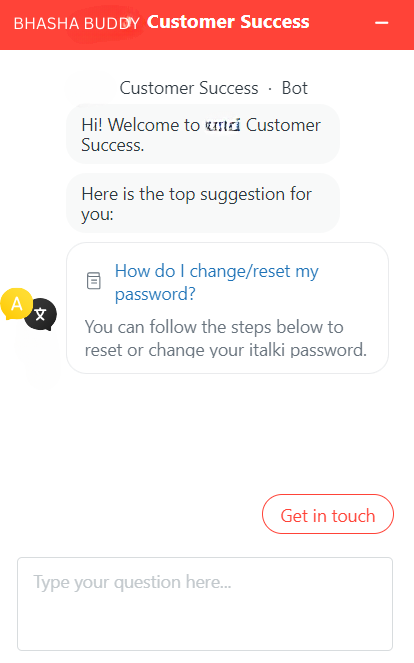 BHASHA BUDDY Customer Success
Customer Success · Bot
Hi! Welcome to Customer
Success.
Here is the top suggestion for
you:
How do I change/reset my
password?
A 文
You can follow the steps below to
reset or change your italki password.
Get in touch
Type your question here...